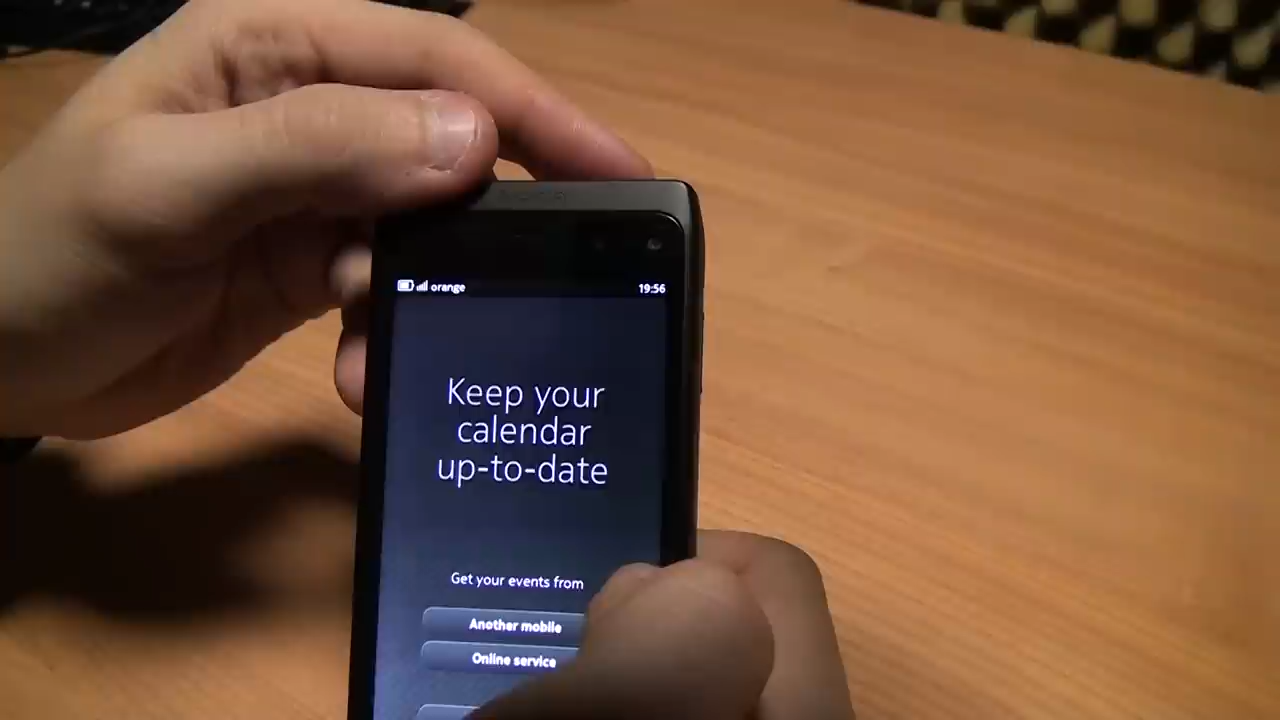 orange
19:56
Keep your
calendar
up-to-date
Get your events from
Another mobile
Online service